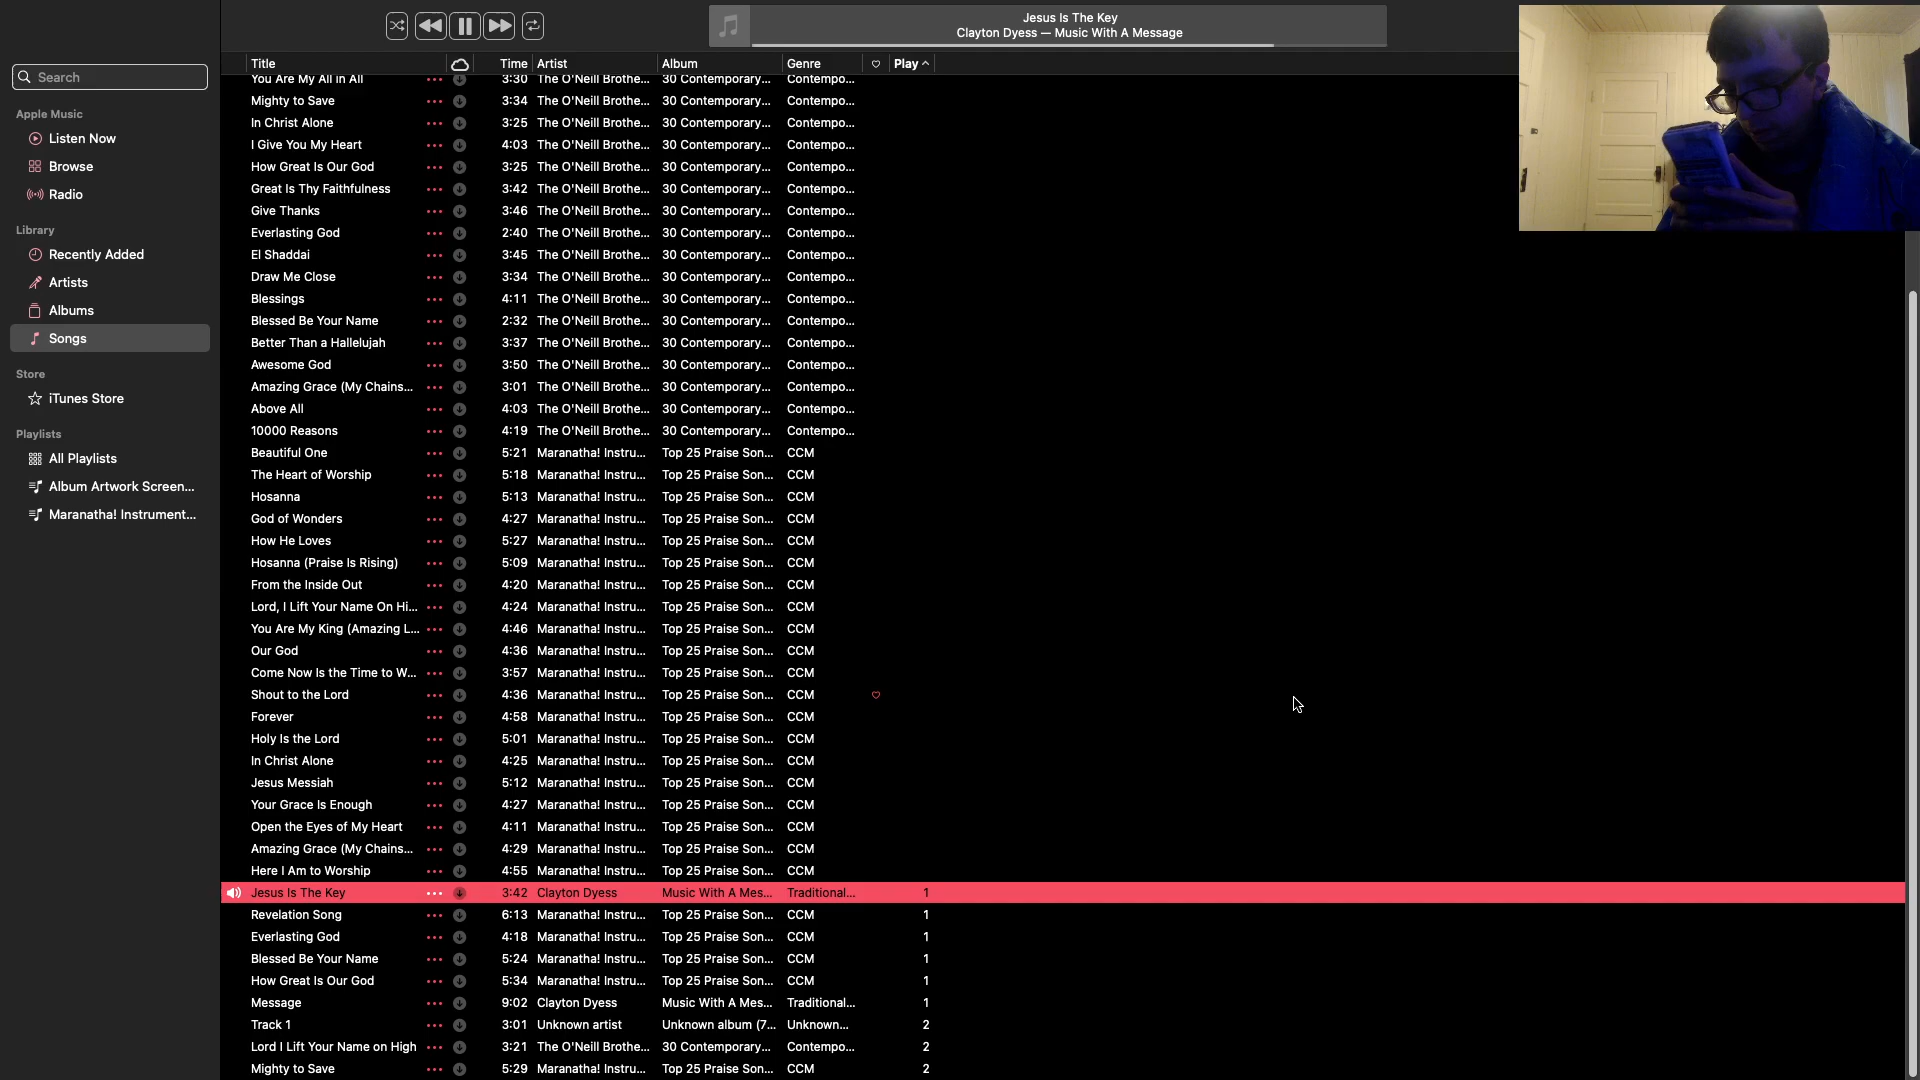 Jesus Is The Key
Clayton Dyess — Music With A Message
Search
Apple Music
Listen Now
Browse
Radio
Library
Recently Added
Artists
Albums
Songs
Store
iTunes Store
Playlists
All Playlists
Album Artwork Screen...
Maranatha! Instrument...
Title Time Artist Album Genre Play
You Are My All in All 3:30 The O'Neill Brothe... 30 Contemporary... Contempo...
Mighty to Save 3:34 The O'Neill Brothe... 30 Contemporary... Contempo...
In Christ Alone 3:25 The O'Neill Brothe... 30 Contemporary... Contempo...
I Give You My Heart 4:03 The O'Neill Brothe... 30 Contemporary... Contempo...
How Great Is Our God 3:25 The O'Neill Brothe... 30 Contemporary... Contempo...
Great Is Thy Faithfulness 3:42 The O'Neill Brothe... 30 Contemporary... Contempo...
Give Thanks 3:46 The O'Neill Brothe... 30 Contemporary... Contempo...
Everlasting God 2:40 The O'Neill Brothe... 30 Contemporary... Contempo...
El Shaddai 3:45 The O'Neill Brothe... 30 Contemporary... Contempo...
Draw Me Close 3:34 The O'Neill Brothe... 30 Contemporary... Contempo...
Blessings 4:11 The O'Neill Brothe... 30 Contemporary... Contempo...
Blessed Be Your Name 2:32 The O'Neill Brothe... 30 Contemporary... Contempo...
Better Than a Hallelujah 3:37 The O'Neill Brothe... 30 Contemporary... Contempo...
Awesome God 3:50 The O'Neill Brothe... 30 Contemporary... Contempo...
Amazing Grace (My Chains... 3:01 The O'Neill Brothe... 30 Contemporary... Contempo...
Above All 4:03 The O'Neill Brothe... 30 Contemporary... Contempo...
10000 Reasons 4:19 The O'Neill Brothe... 30 Contemporary... Contempo...
Beautiful One 5:21 Maranatha! Instru... Top 25 Praise Son... CCM
The Heart of Worship 5:18 Maranatha! Instru... Top 25 Praise Son... CCM
Hosanna 5:13 Maranatha! Instru... Top 25 Praise Son... CCM
God of Wonders 4:27 Maranatha! Instru... Top 25 Praise Son... CCM
How He Loves 5:27 Maranatha! Instru... Top 25 Praise Son... CCM
Hosanna (Praise Is Rising) 5:09 Maranatha! Instru... Top 25 Praise Son... CCM
From the Inside Out 4:20 Maranatha! Instru... Top 25 Praise Son... CCM
Lord, I Lift Your Name On Hi... 4:24 Maranatha! Instru... Top 25 Praise Son... CCM
You Are My King (Amazing L... 4:46 Maranatha! Instru... Top 25 Praise Son... CCM
Our God 4:36 Maranatha! Instru... Top 25 Praise Son... CCM
Come Now Is the Time to W... 3:57 Maranatha! Instru... Top 25 Praise Son... CCM
Shout to the Lord 4:36 Maranatha! Instru... Top 25 Praise Son... CCM
Forever 4:58 Maranatha! Instru... Top 25 Praise Son... CCM
Holy Is the Lord 5:01 Maranatha! Instru... Top 25 Praise Son... CCM
In Christ Alone 4:25 Maranatha! Instru... Top 25 Praise Son... CCM
Jesus Messiah 5:12 Maranatha! Instru... Top 25 Praise Son... CCM
Your Grace Is Enough 4:27 Maranatha! Instru... Top 25 Praise Son... CCM
Open the Eyes of My Heart 4:11 Maranatha! Instru... Top 25 Praise Son... CCM
Amazing Grace (My Chains... 4:29 Maranatha! Instru... Top 25 Praise Son... CCM
Here I Am to Worship 4:55 Maranatha! Instru... Top 25 Praise Son... CCM
Jesus Is The Key 3:42 Clayton Dyess Music With A Mes... Traditional... 1
Revelation Song 6:13 Maranatha! Instru... Top 25 Praise Son... CCM 1
Everlasting God 4:18 Maranatha! Instru... Top 25 Praise Son... CCM 1
Blessed Be Your Name 5:24 Maranatha! Instru... Top 25 Praise Son... CCM 1
How Great Is Our God 5:34 Maranatha! Instru... Top 25 Praise Son... CCM 1
Message 9:02 Clayton Dyess Music With A Mes... Traditional... 1
Track 1 3:01 Unknown artist Unknown album (7... Unknown... 2
Lord I Lift Your Name on High 3:21 The O'Neill Brothe... 30 Contemporary... Contempo... 2
Mighty to Save 5:29 Maranatha! Instru... Top 25 Praise Son... CCM 2